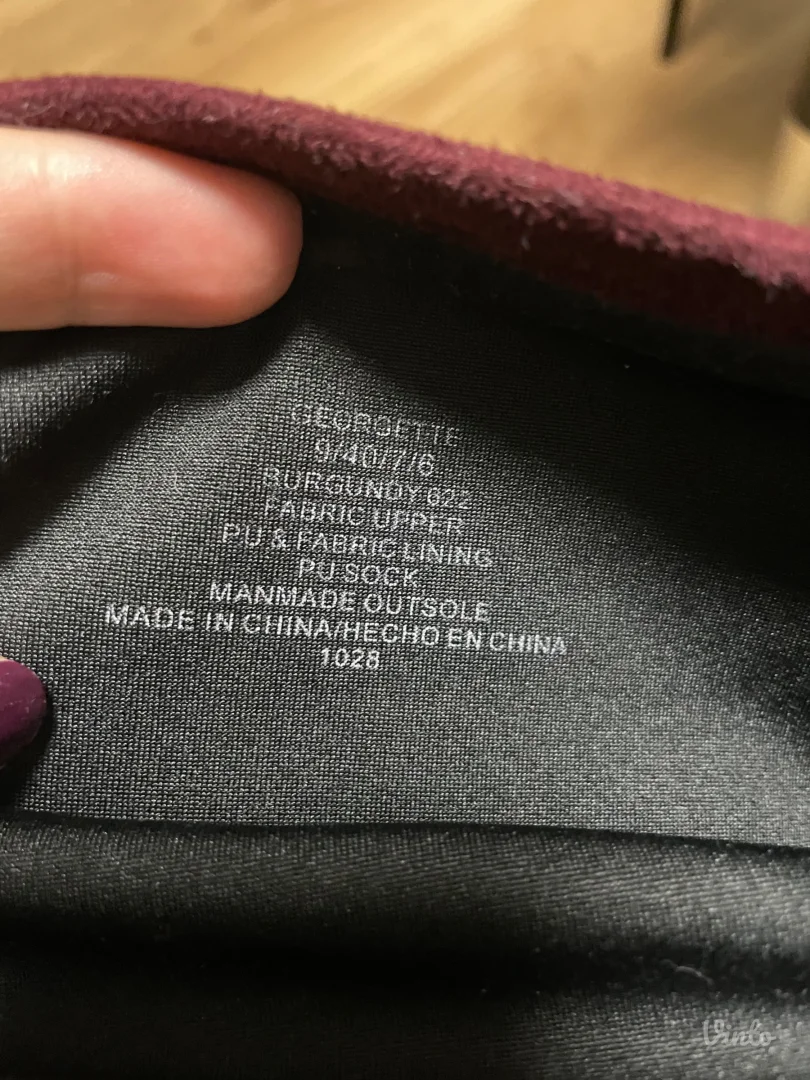 GEORGETTE
9/40/7/6
BURGUNDY 622
FABRIC UPPER
PU & FABRIC LINING
PU SOCK
MANMADE OUTSOLE
MADE IN CHINA/HECHO EN CHINA
1028
Vinto